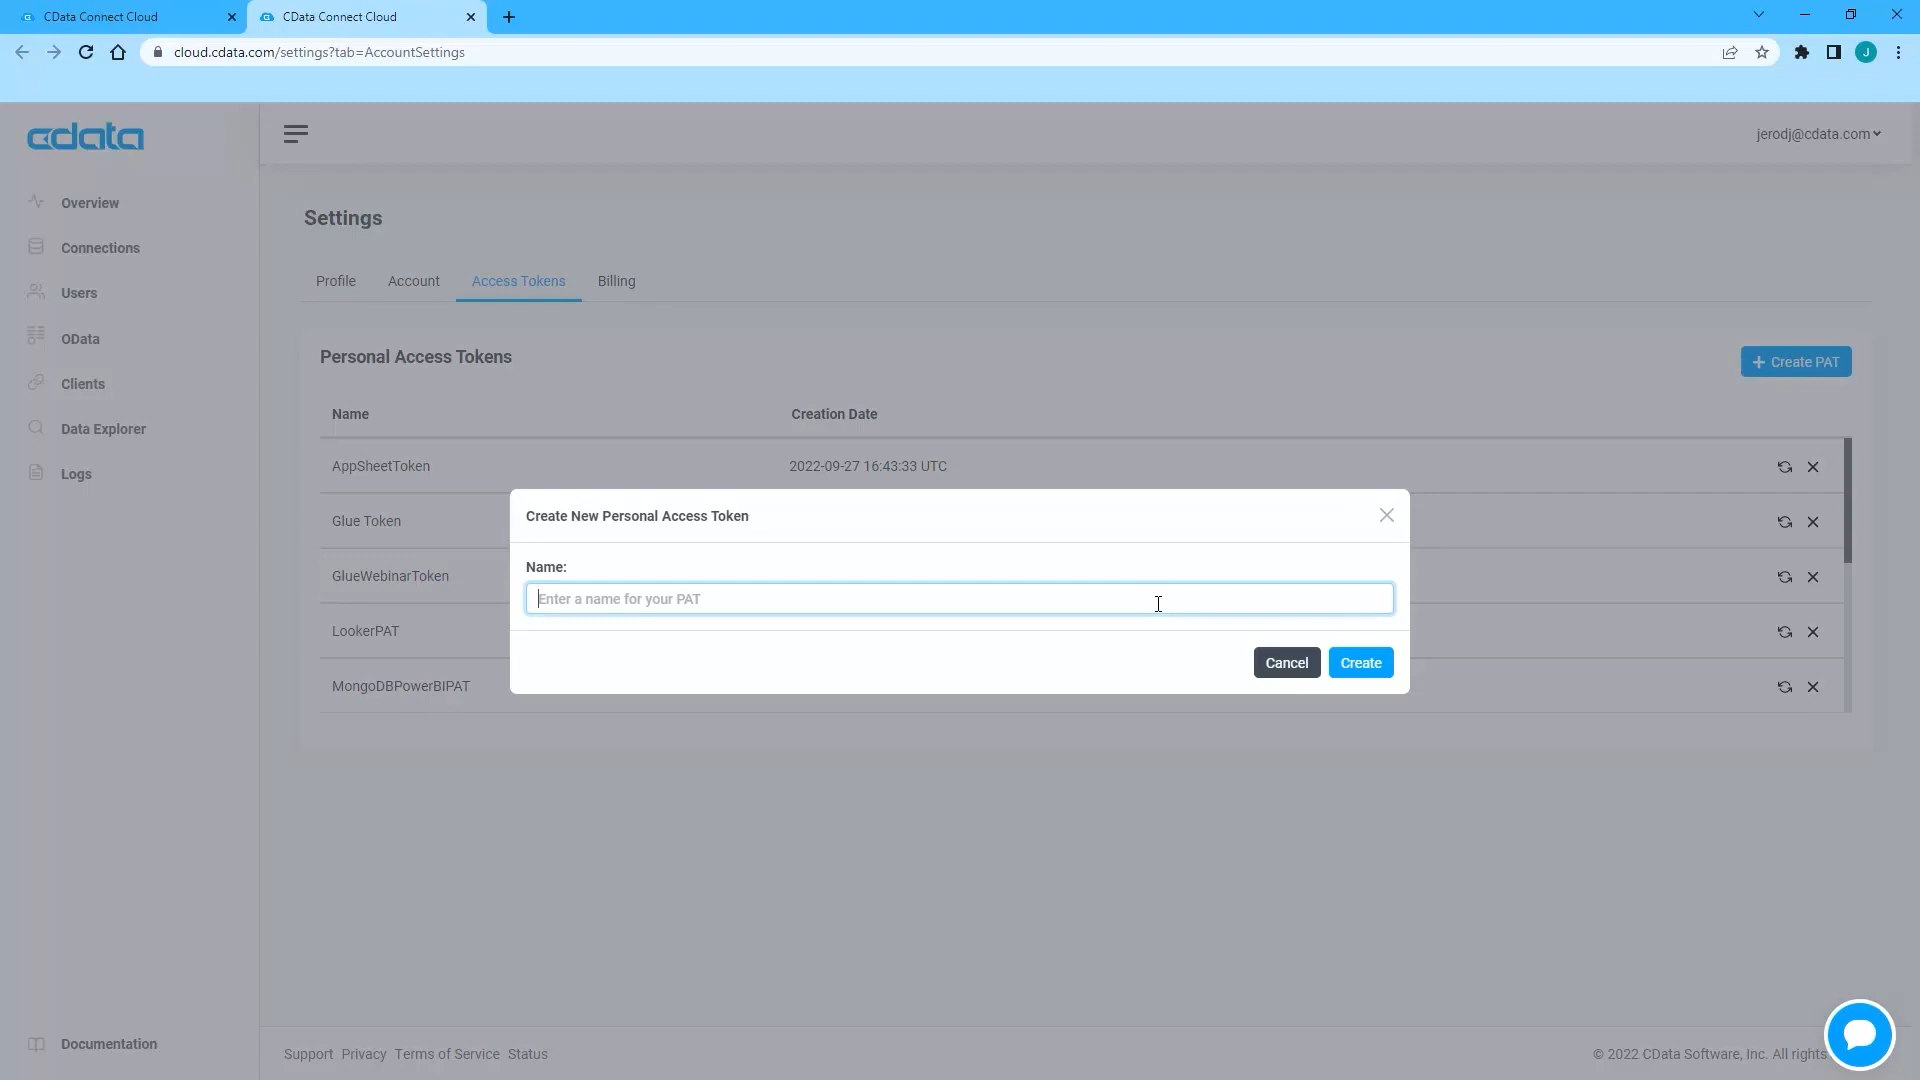 CData Connect Cloud
CData Connect Cloud
cloud.cdata.com/settings?tab=AccountSettings
J
cdata
jerodj@cdata.com
Overview
Connections
Users
OData
Clients
Data Explorer
Logs
Documentation
Settings
Profile Account Access Tokens Billing
Personal Access Tokens
+ Create PAT
Name Creation Date
AppSheetToken 2022-09-27 16:43:33 UTC
Glue Token
GlueWebinarToken
LookerPAT
MongoDBPowerBIPAT
Create New Personal Access Token
Name:
Enter a name for your PAT
Cancel Create
Support Privacy Terms of Service Status
© 2022 CData Software, Inc. All rights